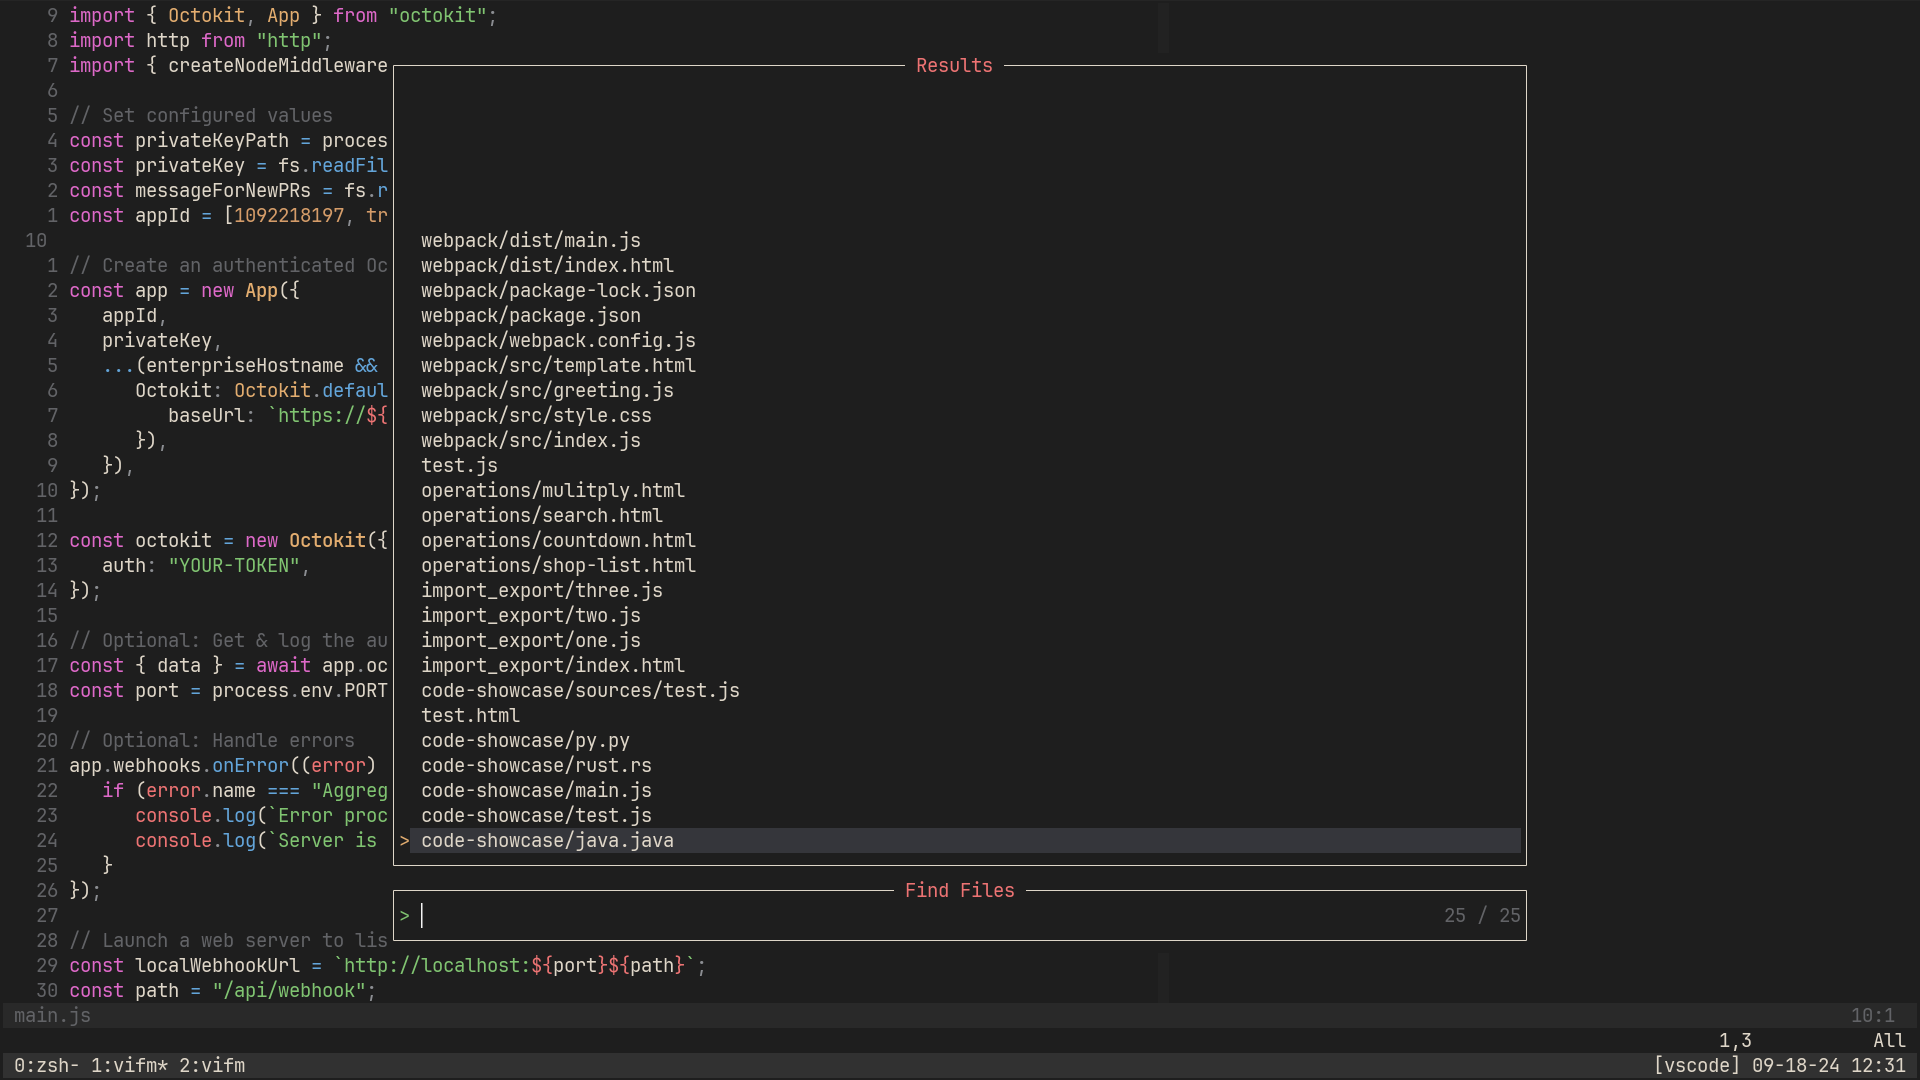 9 import { Octokit, App } from "octokit";
8 import http from "http";
7 import { createNodeMiddleware
Results
6
5 // Set configured values
4 const privateKeyPath = proces
3 const privateKey = fs.readFil
2 const messageForNewPRs = fs.r
1 const appId = [1092218197, tr
10
webpack/dist/main.js
1 // Create an authenticated Oc
webpack/dist/index.html
2 const app = new App({
webpack/package-lock.json
3 appId,
webpack/package.json
4 privateKey,
webpack/webpack.config.js
5 ...(enterpriseHostname &&
webpack/src/template.html
6 Octokit: Octokit.defaul
webpack/src/greeting.js
7 baseUrl: `https://${
webpack/src/style.css
8 }),
webpack/src/index.js
9 }),
test.js
10 });
operations/mulitply.html
11
operations/search.html
12 const octokit = new Octokit({
operations/countdown.html
13 auth: "YOUR-TOKEN",
operations/shop-list.html
14 });
import_export/three.js
15
import_export/two.js
16 // Optional: Get & log the au
import_export/one.js
17 const { data } = await app.oc
import_export/index.html
18 const port = process.env.PORT
code-showcase/sources/test.js
19
test.html
20 // Optional: Handle errors
code-showcase/py.py
21 app.webhooks.onError((error)
code-showcase/rust.rs
22 if (error.name === "Aggreg
code-showcase/main.js
23 console.log(`Error proc
code-showcase/test.js
24 console.log(`Server is
> code-showcase/java.java
25 }
26 });
Find Files
27
> 25 / 25
28 // Launch a web server to lis
29 const localWebhookUrl = `http://localhost:${port}${path}`;
30 const path = "/api/webhook";
main.js 10:1
1,3 All
0:zsh- 1:vifm* 2:vifm [vscode] 09-18-24 12:31